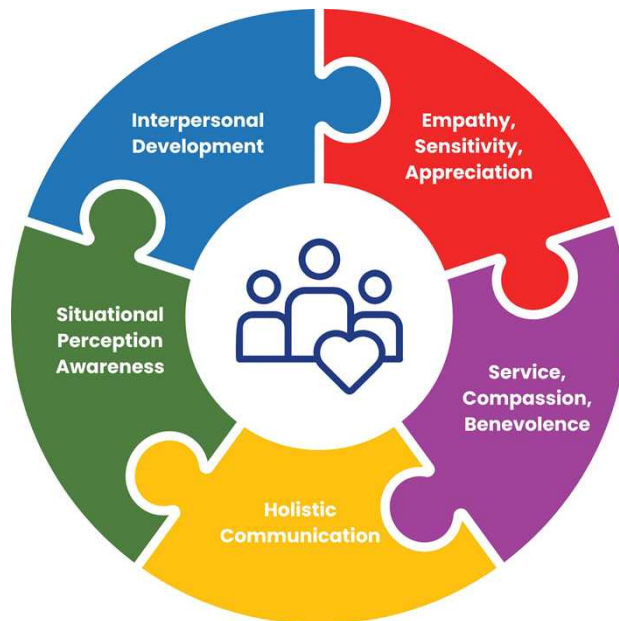 Interpersonal
Development
Empathy,
Sensitivity,
Appreciation
Situational
Perception
Awareness
Service,
Compassion,
Benevolence
Holistic
Communication